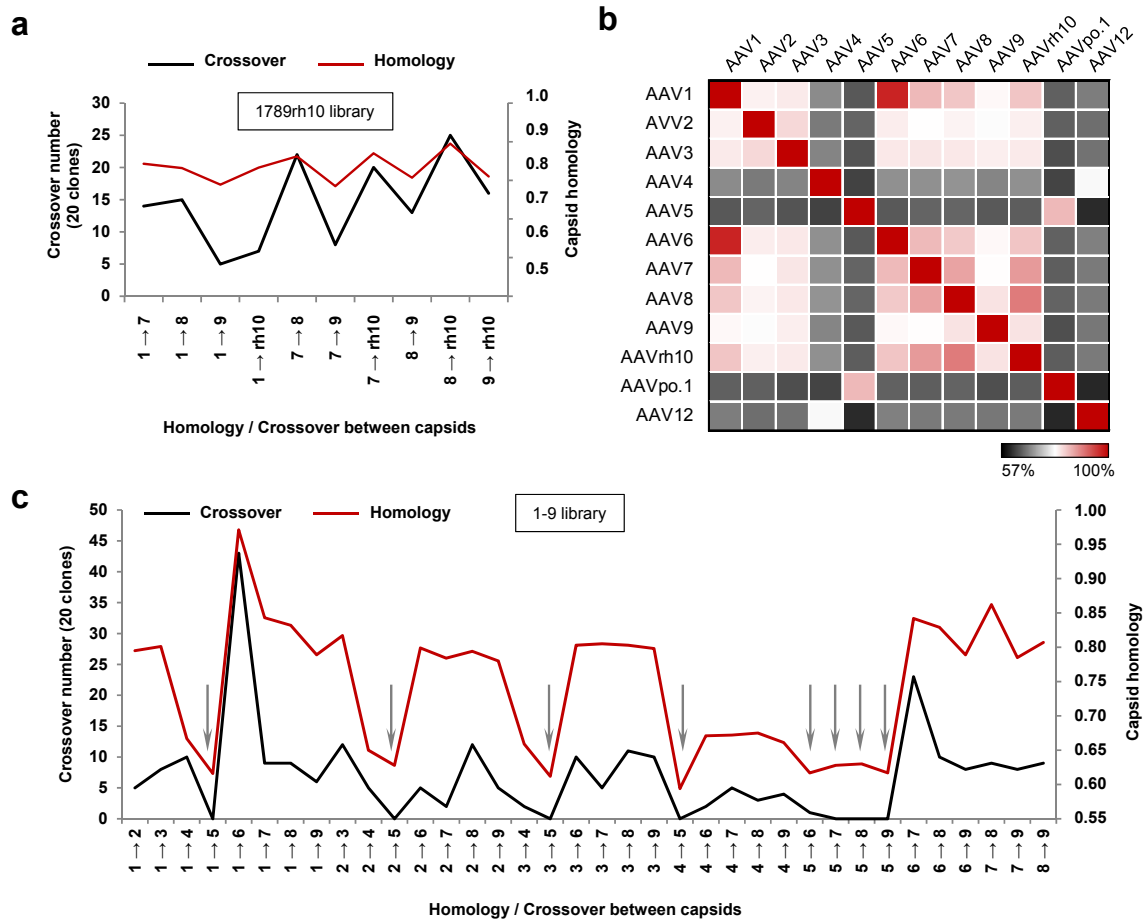 a
Crossover
Homology
1789rh10 library
Crossover number
(20 clones)
30
25
20
15
10
5
0
1.0
0.9
0.8
0.7
0.6
0.5
Capsid homology
1 → 7
1 → 8
1 → 9
1 → rh10
7 → 8
7 → 9
7 → rh10
8 → 9
8 → rh10
9 → rh10
Homology / Crossover between capsids
b
AAV1
AAV2
AAV3
AAV4
AAV5
AAV6
AAV7
AAV8
AAV9
AAVrh10
AAVpo.1
AAV12
AAV1
AVV2
AAV3
AAV4
AAV5
AAV6
AAV7
AAV8
AAV9
AAVrh10
AAVpo.1
AAV12
57%
100%
c
Crossover
Homology
1-9 library
Crossover number (20 clones)
50
45
40
35
30
25
20
15
10
5
0
1.00
0.95
0.90
0.85
0.80
0.75
0.70
0.65
0.60
0.55
Capsid homology
1 → 2
1 → 3
1 → 4
1 → 5
1 → 6
1 → 7
1 → 8
1 → 9
2 → 3
2 → 4
2 → 5
2 → 6
2 → 7
2 → 8
2 → 9
3 → 4
3 → 5
3 → 6
3 → 7
3 → 8
3 → 9
4 → 5
4 → 6
4 → 7
4 → 8
4 → 9
5 → 6
5 → 7
5 → 8
5 → 9
6 → 7
6 → 8
6 → 9
7 → 8
7 → 9
8 → 9
Homology / Crossover between capsids